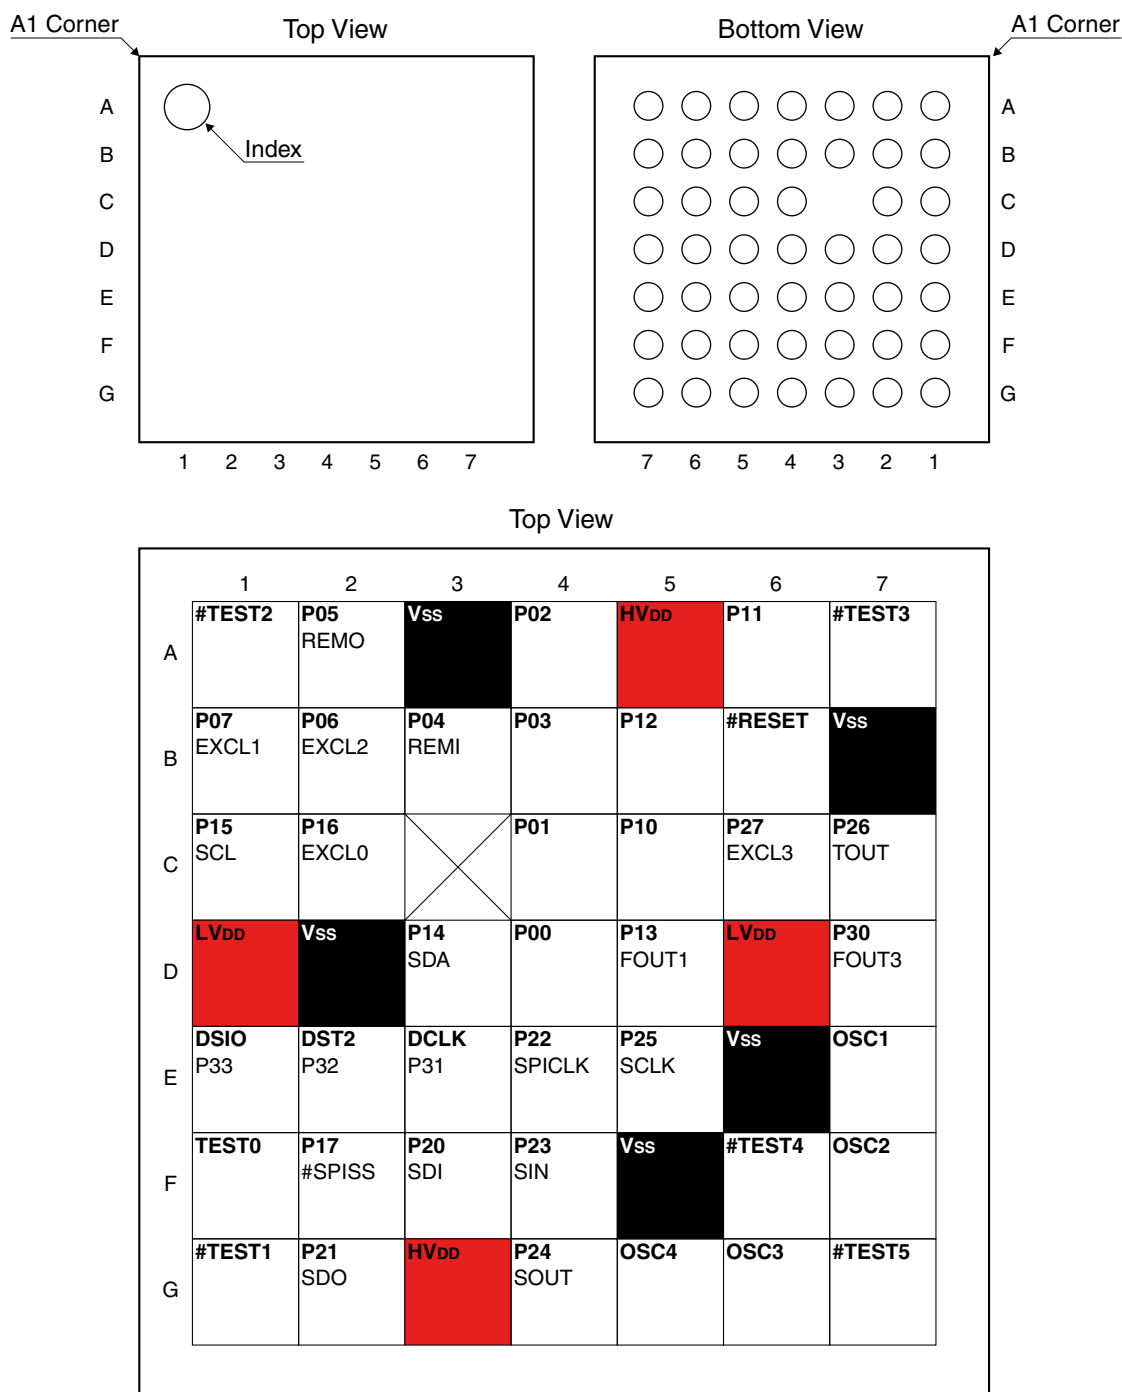 A1 Corner
Top View
Bottom View
A1 Corner
A
A
Index
B
B
C
C
D
D
E
E
F
F
G
G
1 2 3 4 5 6 7
7 6 5 4 3 2 1
Top View
1 2 3 4 5 6 7
A
#TEST2 P05 VSS P02 HVDD P11 #TEST3
REMO
B
P07 P06 P04 P03 P12 #RESET VSS
EXCL1 EXCL2 REMI
C
P15 P16 P01 P10 P27 P26
SCL EXCL0 EXCL3 TOUT
D
LVDD VSS P14 P00 P13 LVDD P30
SDA FOUT1 FOUT3
E
DSIO DST2 DCLK P22 P25 VSS OSC1
P33 P32 P31 SPICLK SCLK
F
TEST0 P17 P20 P23 VSS #TEST4 OSC2
#SPISS SDI SIN
G
#TEST1 P21 HVDD P24 OSC4 OSC3 #TEST5
SDO SOUT